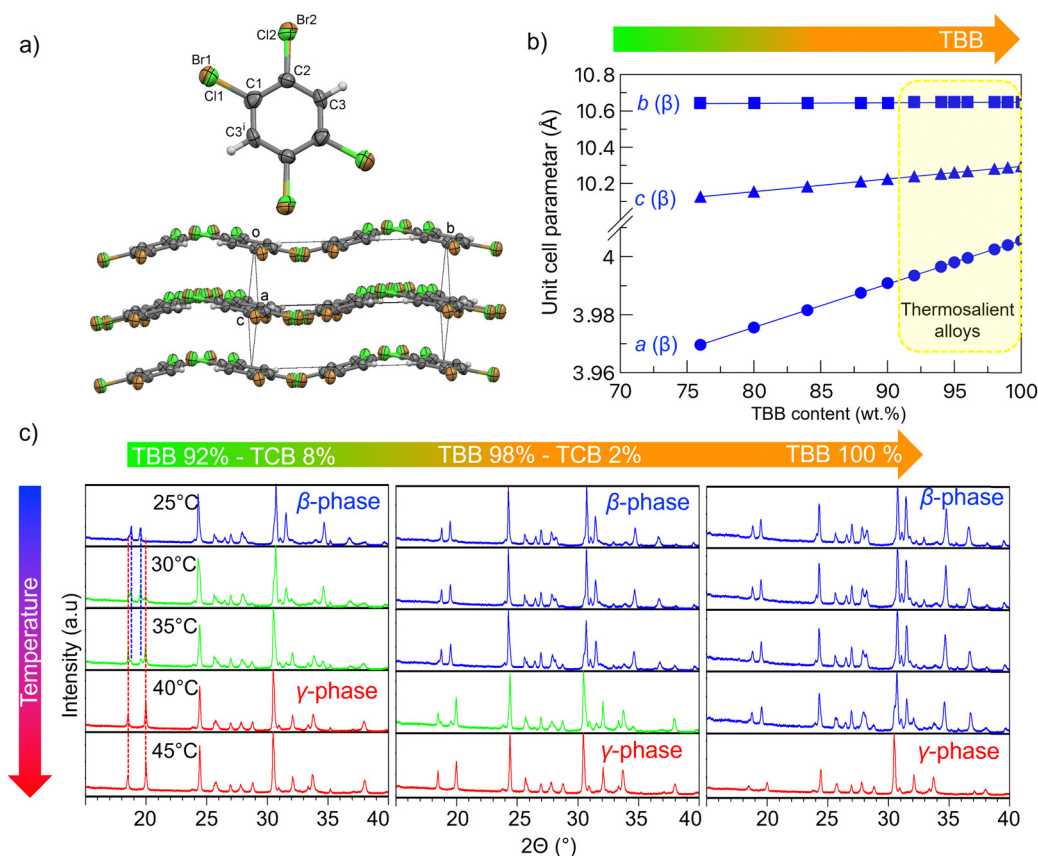 a)
Br2
Cl2
Br1
C1
C2
Cl1
C3
C3i
o
b
a
c
b)
TBB
10.8
10.6
10.4
10.2
4
3.98
3.96
Unit cell parametar (Å)
b (β)
c (β)
a (β)
Thermosalient
alloys
70 75 80 85 90 95 100
TBB content (wt.%)
c)
TBB 92% - TCB 8%
TBB 98% - TCB 2%
TBB 100 %
Temperature
Intensity (a.u)
25°C
β-phase
β-phase
β-phase
30°C
35°C
40°C
γ-phase
45°C
γ-phase
γ-phase
20 25 30 35 40
20 25 30 35 40
20 25 30 35 40
2Θ (°)